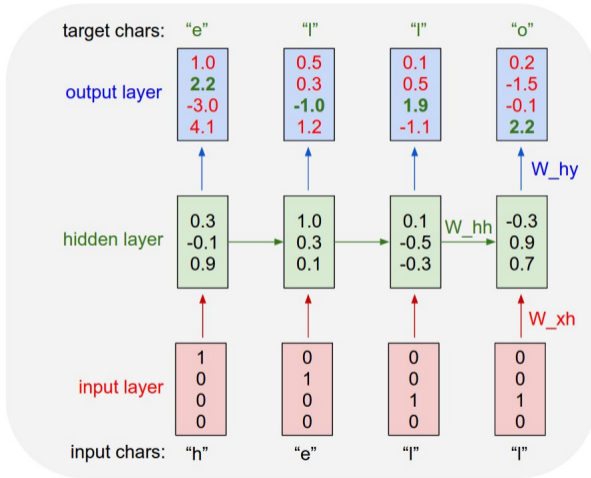 target chars: “e” “l” “l” “o”
1.0 0.5 0.1 0.2
2.2 0.3 0.5 -1.5
output layer
-3.0 -1.0 1.9 -0.1
4.1 1.2 -1.1 2.2
W_hy
0.3 1.0 0.1 -0.3
W_hh
hidden layer -0.1 0.3 -0.5 0.9
0.9 0.1 -0.3 0.7
W_xh
1 0 0 0
0 1 0 0
input layer
0 0 1 1
0 0 0 0
input chars: “h” “e” “l” “l”